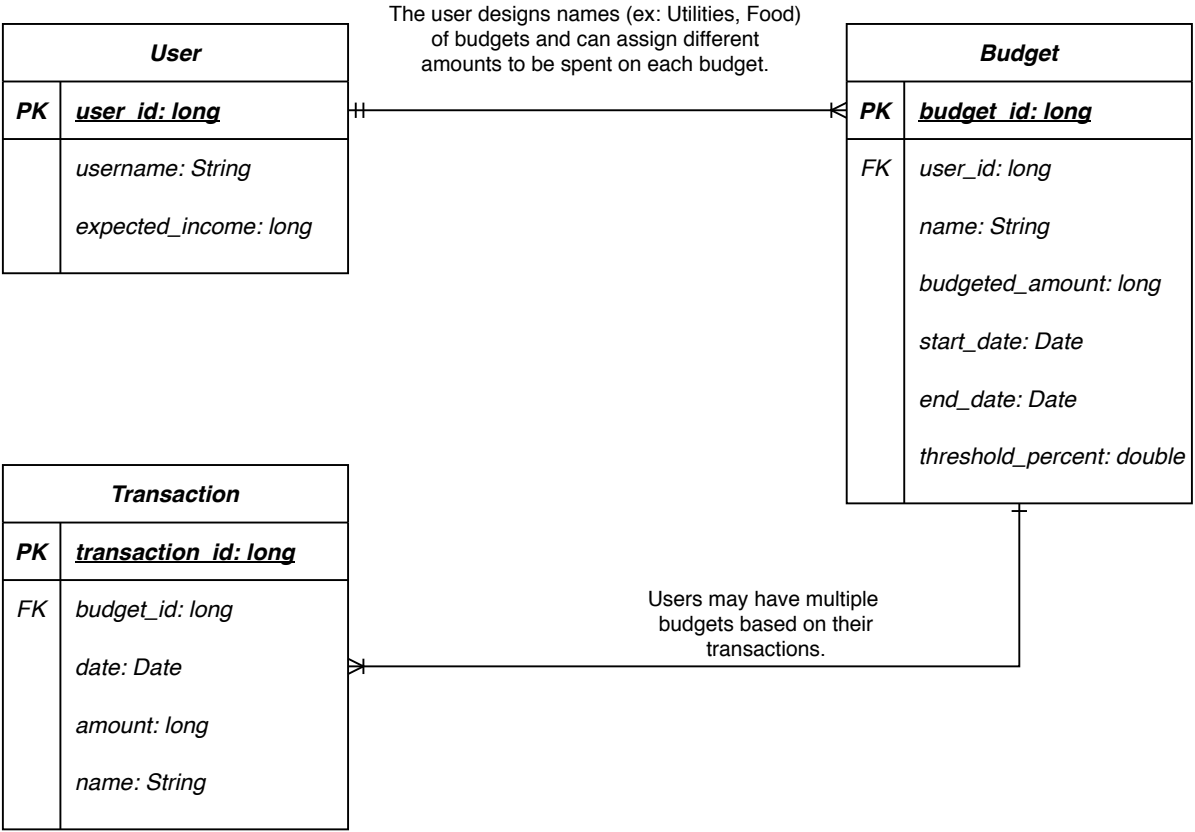 The user designs names (ex: Utilities, Food)
of budgets and can assign different
amounts to be spent on each budget.
User
PK user_id: long
username: String
expected_income: long
Budget
PK budget_id: long
FK user_id: long
name: String
budgeted_amount: long
start_date: Date
end_date: Date
threshold_percent: double
Transaction
PK transaction_id: long
FK budget_id: long
date: Date
amount: long
name: String
Users may have multiple
budgets based on their
transactions.